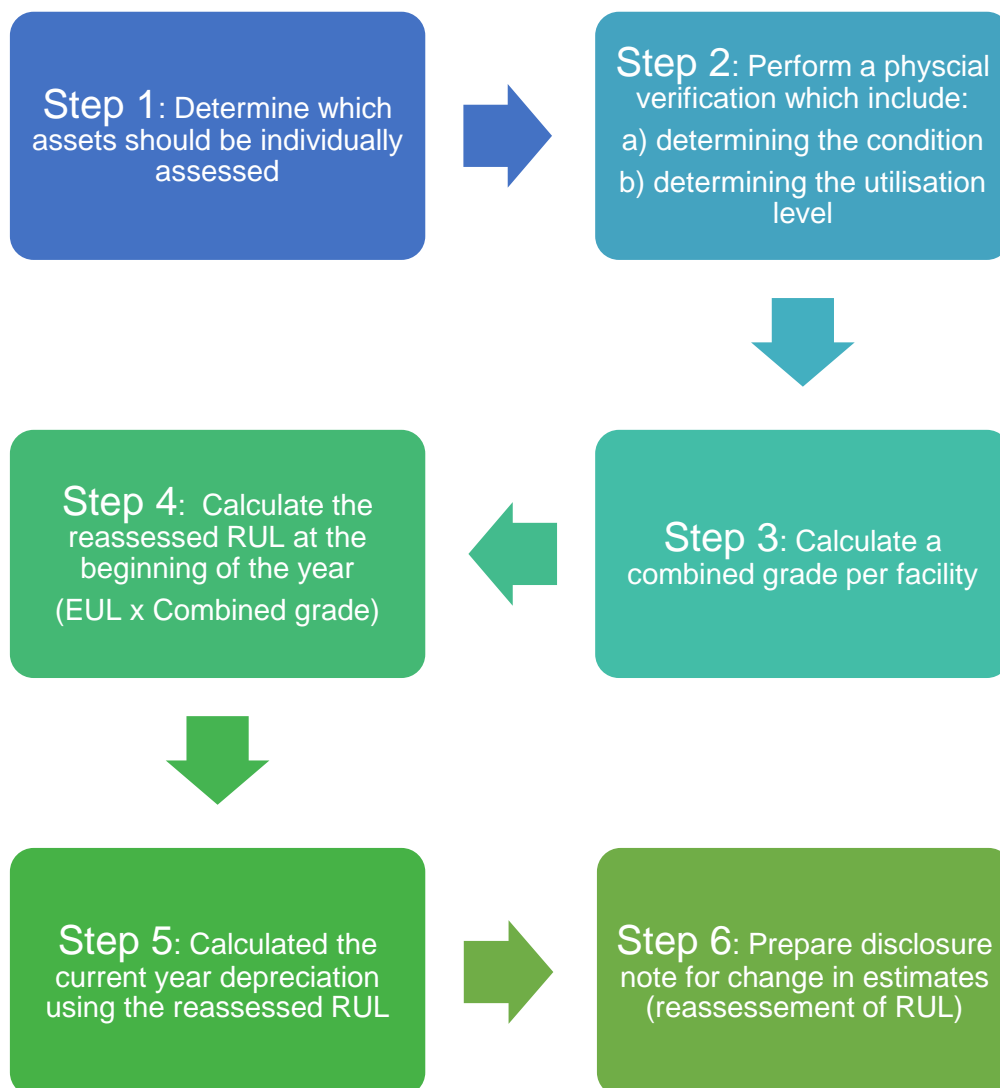 Step 1: Determine which
assets should be individually
assessed
Step 2: Perform a physcial
verification which include:
a) determining the condition
b) determining the utilisation
level
Step 3: Calculate a
combined grade per facility
Step 4: Calculate the
reassessed RUL at the
beginning of the year
(EUL x Combined grade)
Step 5: Calculated the
current year depreciation
using the reassessed RUL
Step 6: Prepare disclosure
note for change in estimates
(reassessement of RUL)